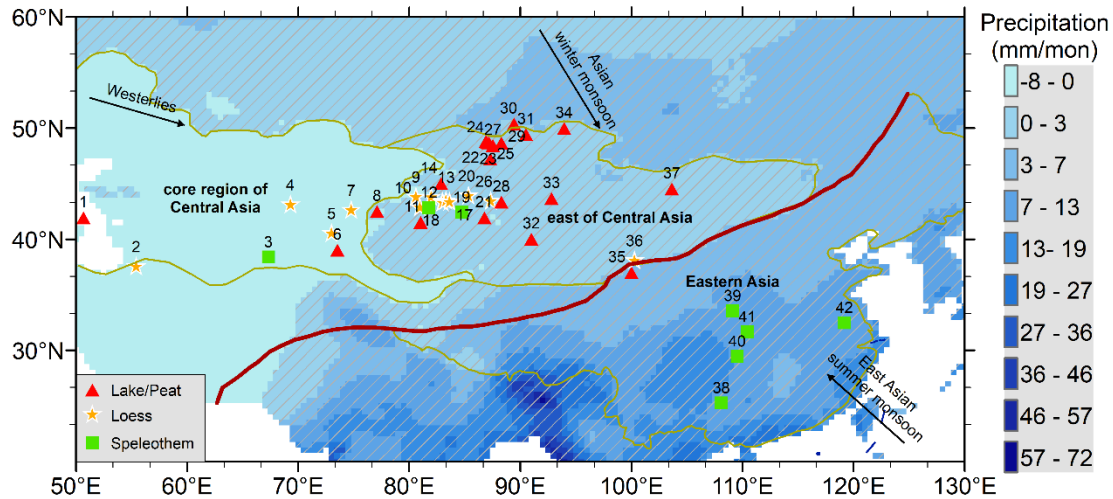 Precipitation
(mm/mon)
-8 - 0
0 - 3
3 - 7
7 - 13
13- 19
19 - 27
27 - 36
36 - 46
46 - 57
57 - 72
60°N
50°N
40°N
30°N
50°E
60°E
70°E
80°E
90°E
100°E
110°E
120°E
130°E
Westerlies
Asian
winter monsoon
East Asian
summer monsoon
core region of
Central Asia
east of Central Asia
Eastern Asia
1
2
3
4
5
6
7
8
9
10
11
12
13
14
17
18
19
20
21
22
23
24
25
26
27
28
29
30
31
32
33
34
35
36
37
38
39
40
41
42
Lake/Peat
Loess
Speleothem